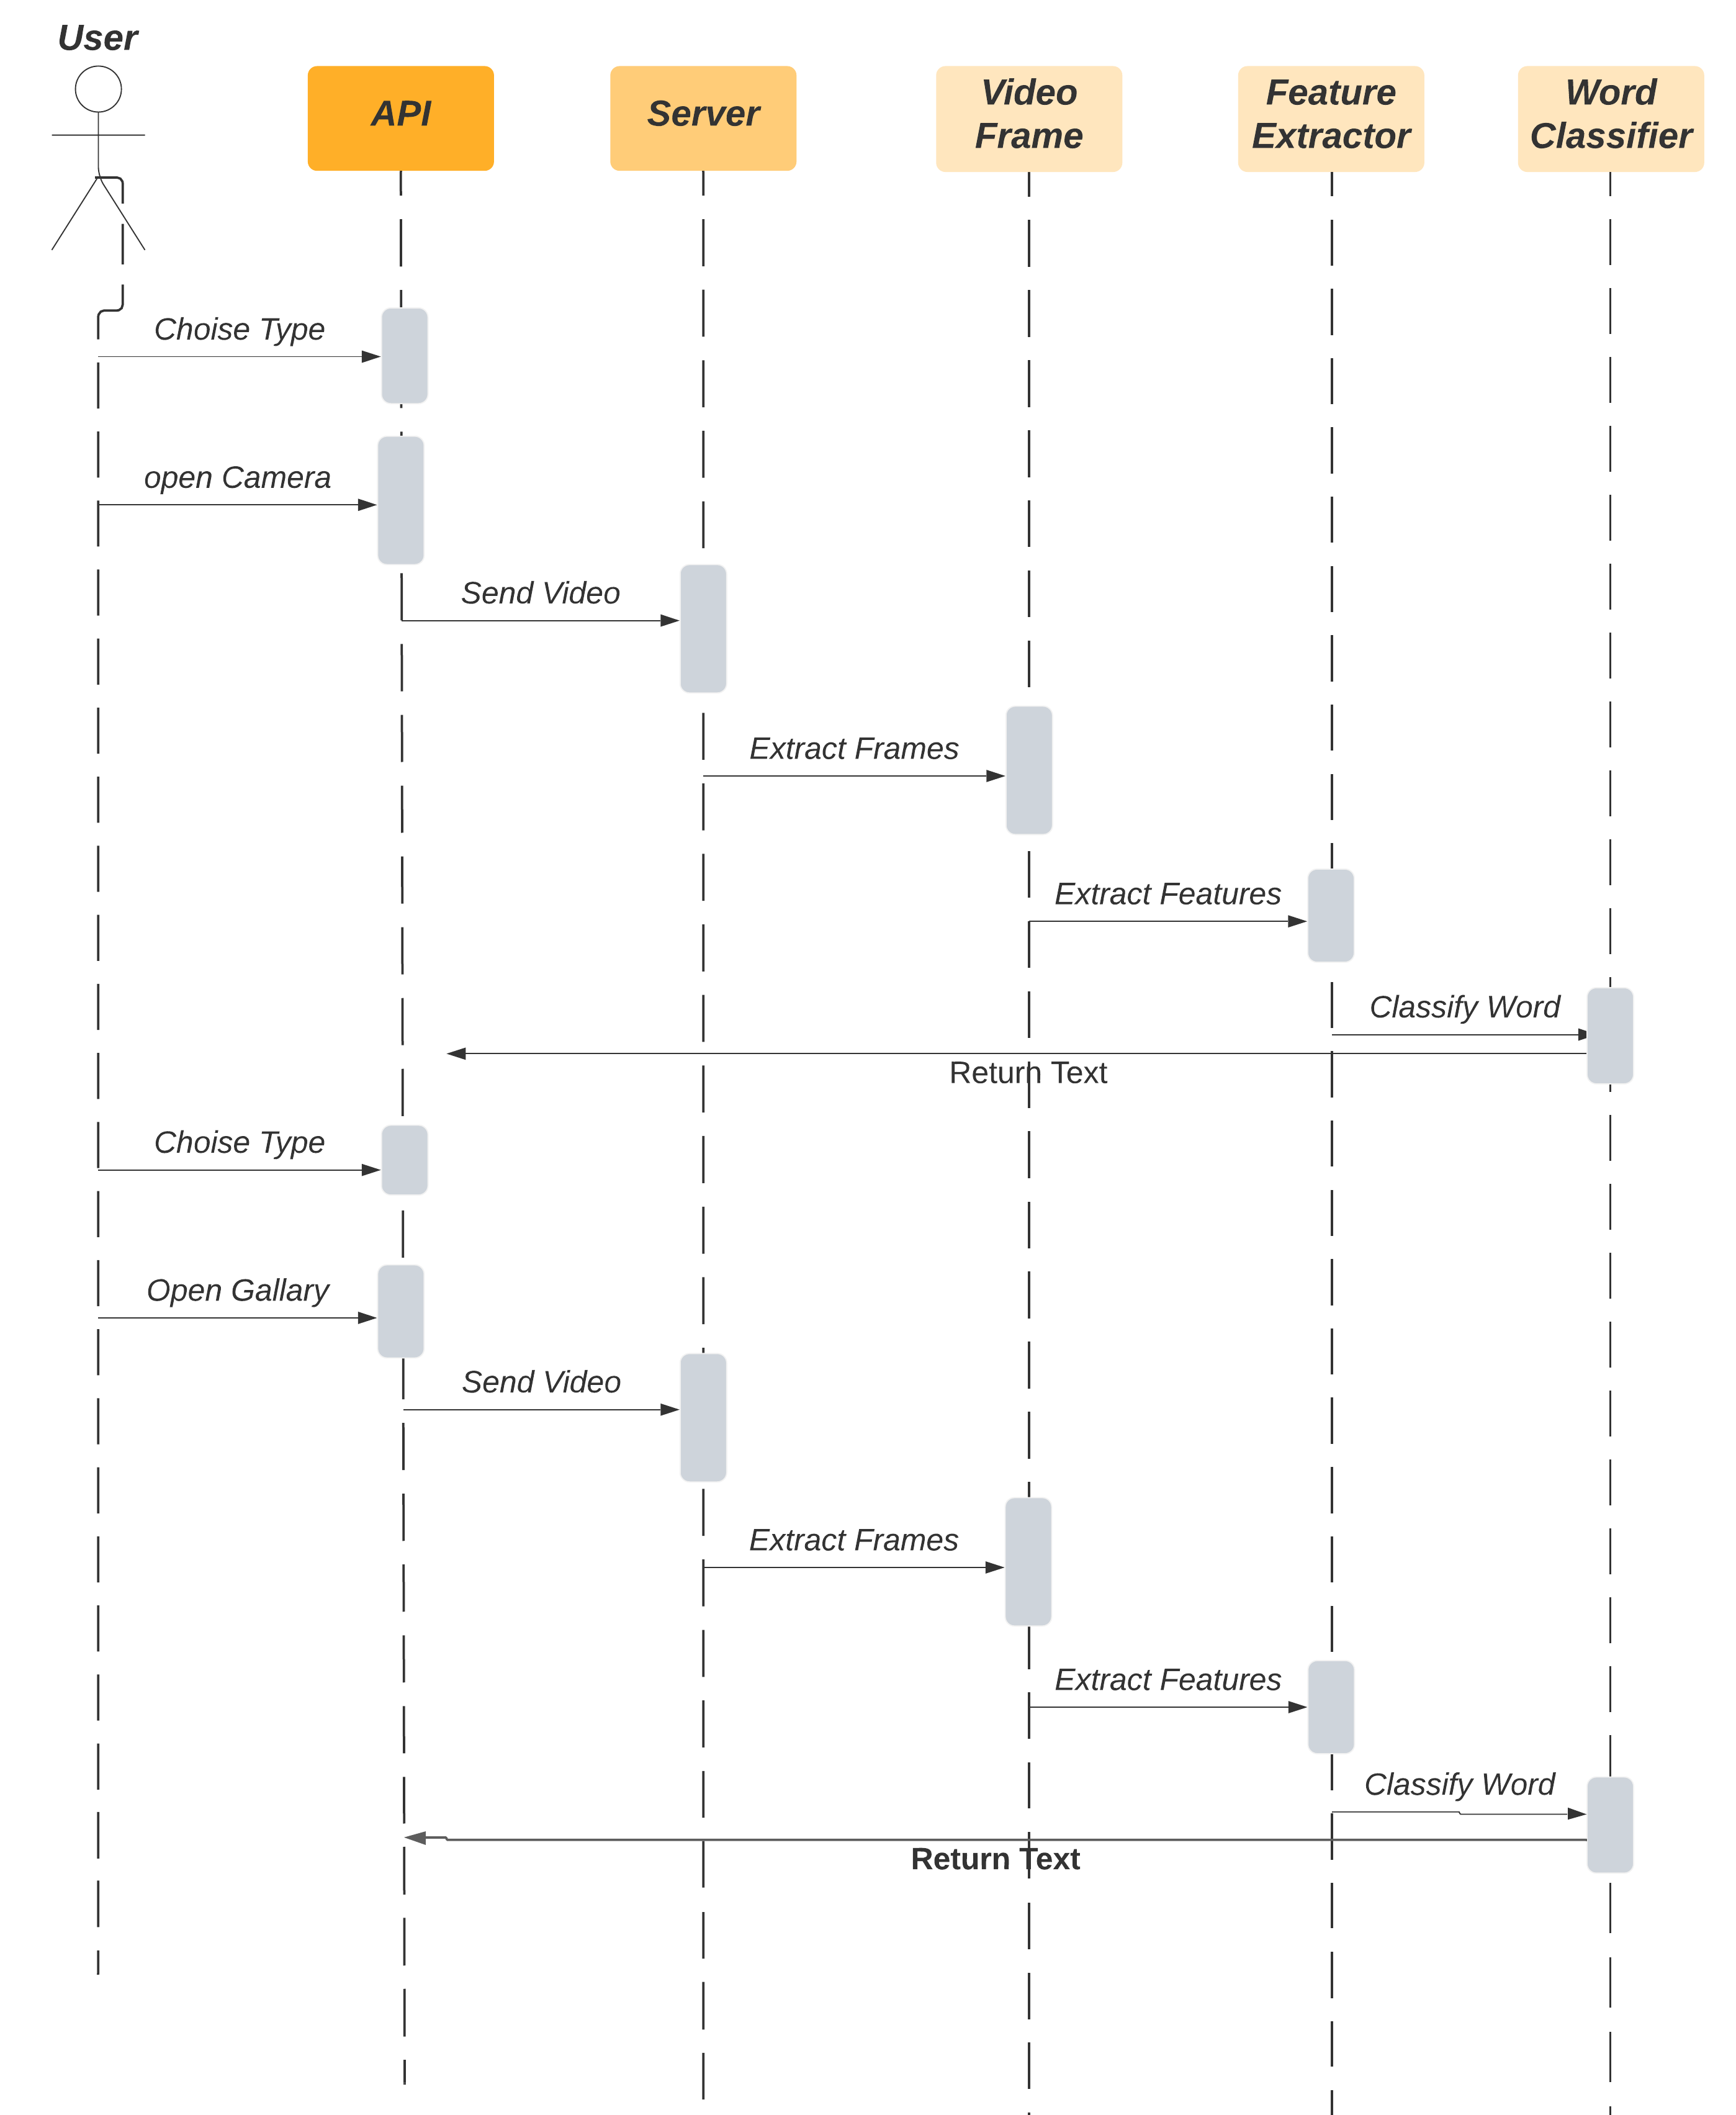 User
API
Server
Video
Frame
Feature
Extractor
Word
Classifier
Choise Type
open Camera
Send Video
Extract Frames
Extract Features
Classify Word
Return Text
Choise Type
Open Gallary
Send Video
Extract Frames
Extract Features
Classify Word
Return Text